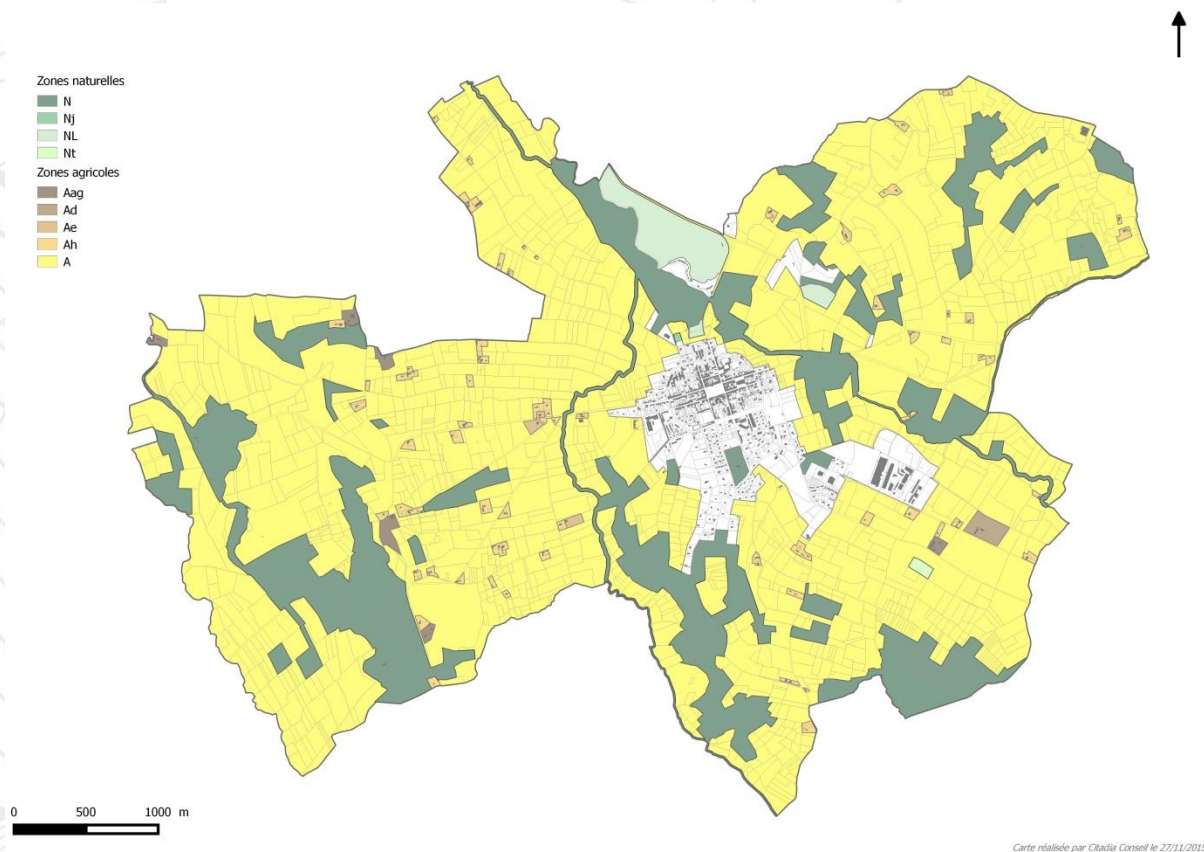 Zones naturelles
N
Nj
NL
Nt
Zones agricoles
Aag
Ad
Ae
Ah
A
0 500 1000 m
Carte réalisée par Citadia Conseil le 27/11/201